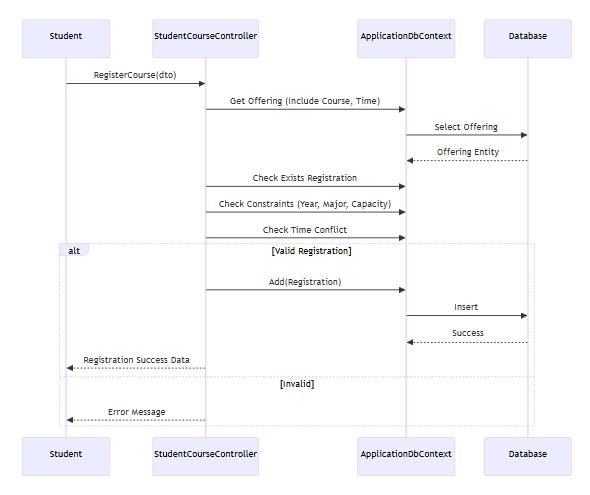 Student
StudentCourseController
ApplicationDbContext
Database
RegisterCourse(dto)
Get Offering (Include Course, Time)
Select Offering
Offering Entity
Check Exists Registration
Check Constraints (Year, Major, Capacity)
Check Time Conflict
alt
[Valid Registration]
Add(Registration)
Insert
Success
Registration Success Data
[Invalid]
Error Message
Student
StudentCourseController
ApplicationDbContext
Database